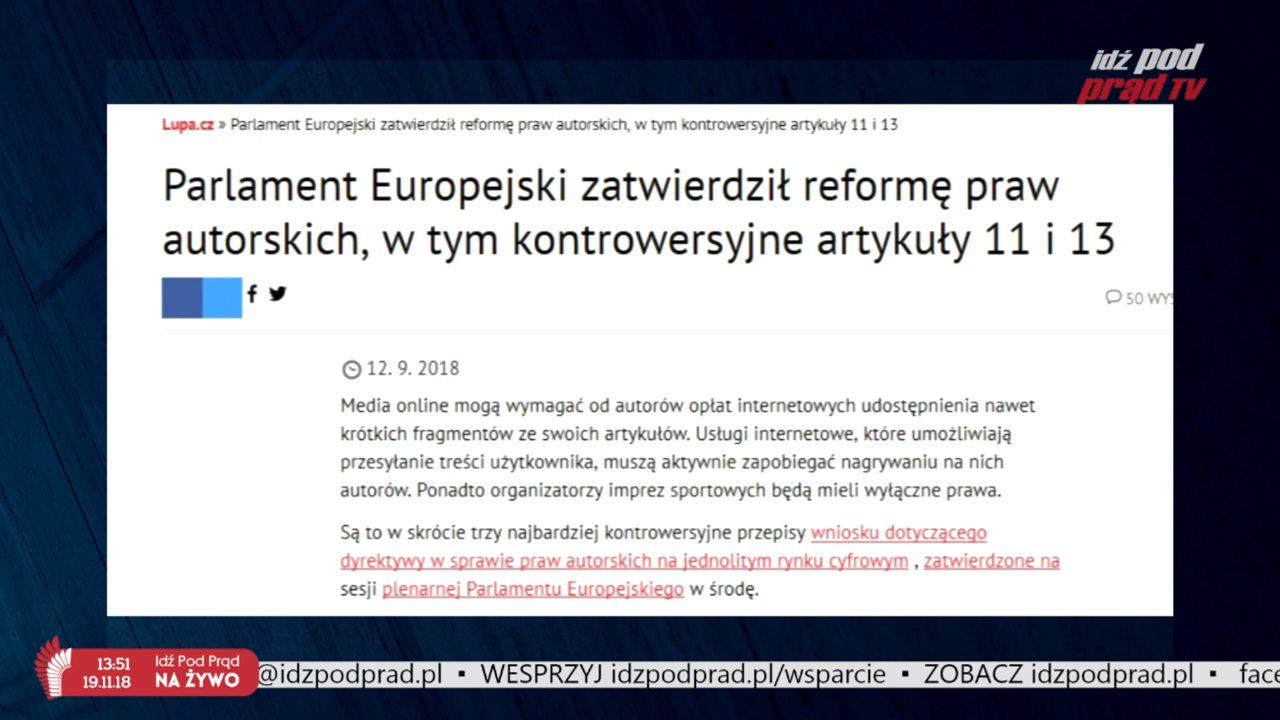 idź pod
prąd TV
Lupa.cz » Parlament Europejski zatwierdził reformę praw autorskich, w tym kontrowersyjne artykuły 11 i 13
Parlament Europejski zatwierdził reformę praw
autorskich, w tym kontrowersyjne artykuły 11 i 13
50 WYS
12. 9. 2018
Media online mogą wymagać od autorów opłat internetowych udostępnienia nawet
krótkich fragmentów ze swoich artykułów. Usługi internetowe, które umożliwiają
przesyłanie treści użytkownika, muszą aktywnie zapobiegać nagrywaniu na nich
autorów. Ponadto organizatorzy imprez sportowych będą mieli wyłączne prawa.
Są to w skrócie trzy najbardziej kontrowersyjne przepisy wniosku dotyczącego
dyrektywy w sprawie praw autorskich na jednolitym rynku cyfrowym , zatwierdzone na
sesji plenarnej Parlamentu Europejskiego w środę.
13:51 Idź Pod Prąd
19.11.18 NA ŻYWO
@idzpodprad.pl ▪ WESPRZYJ idzpodprad.pl/wsparcie ▪ ZOBACZ idzpodprad.pl ▪ face